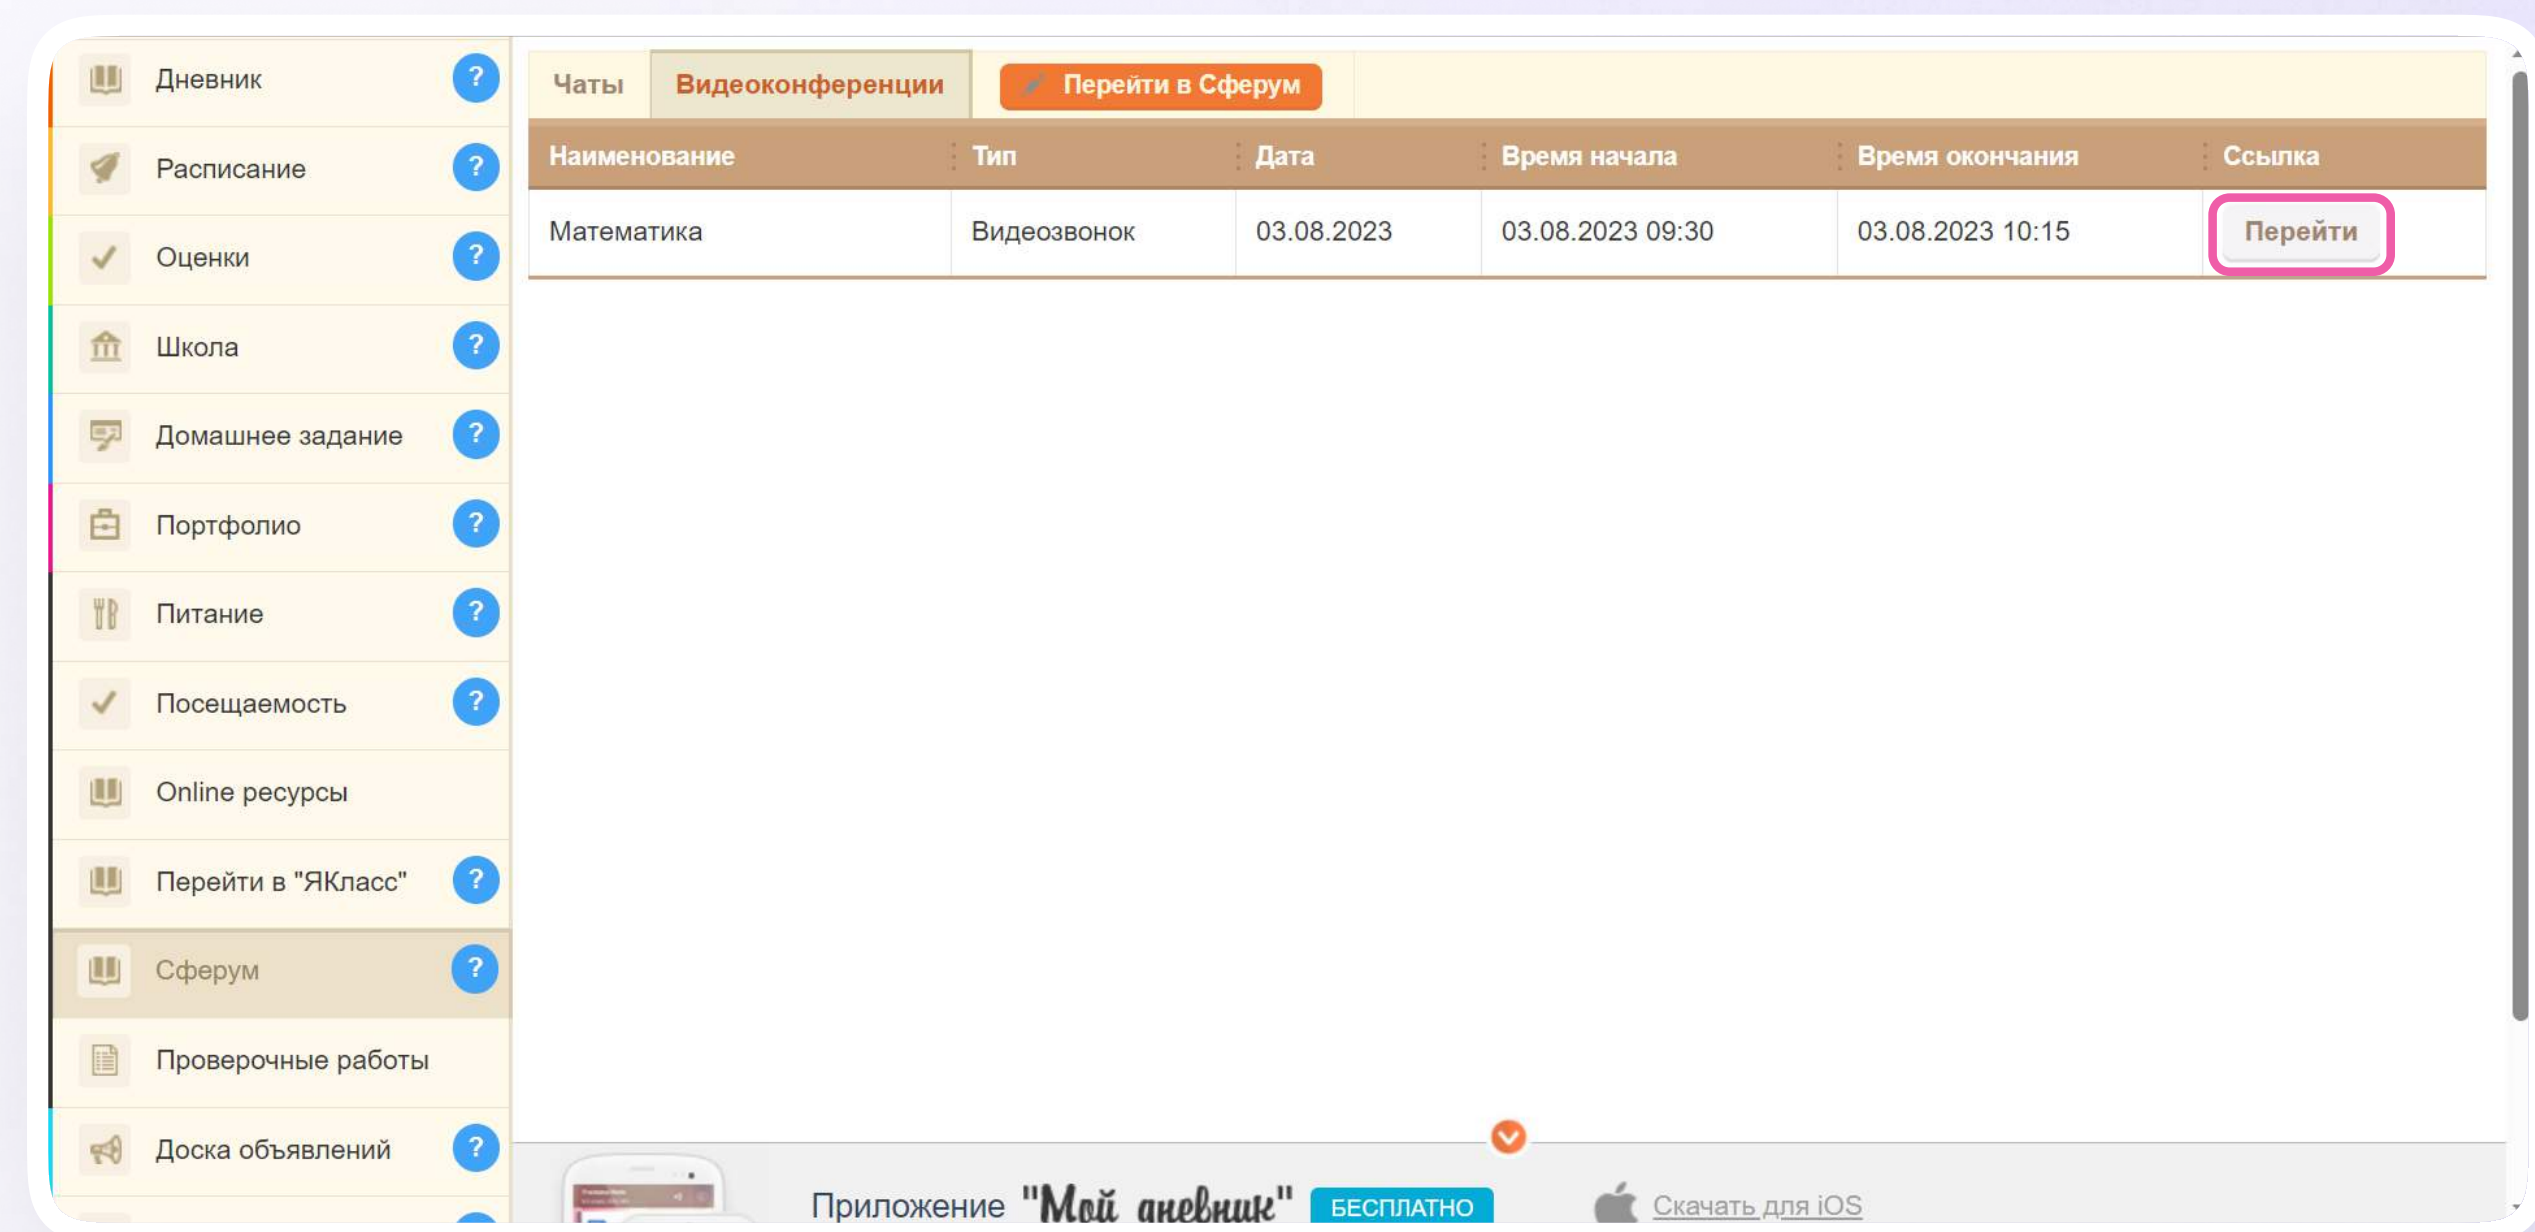 Дневник ?
Расписание ?
Оценки ?
Школа ?
Домашнее задание ?
Портфолио ?
Питание ?
Посещаемость ?
Online ресурсы
Перейти в "ЯКласс" ?
Сферум ?
Проверочные работы
Доска объявлений ?
Чаты Видеоконференции Перейти в Сферум
Наименование Тип Дата Время начала Время окончания Ссылка
Математика Видеозвонок 03.08.2023 03.08.2023 09:30 03.08.2023 10:15 Перейти
Приложение "Мой дневник" БЕСПЛАТНО Скачать для iOS